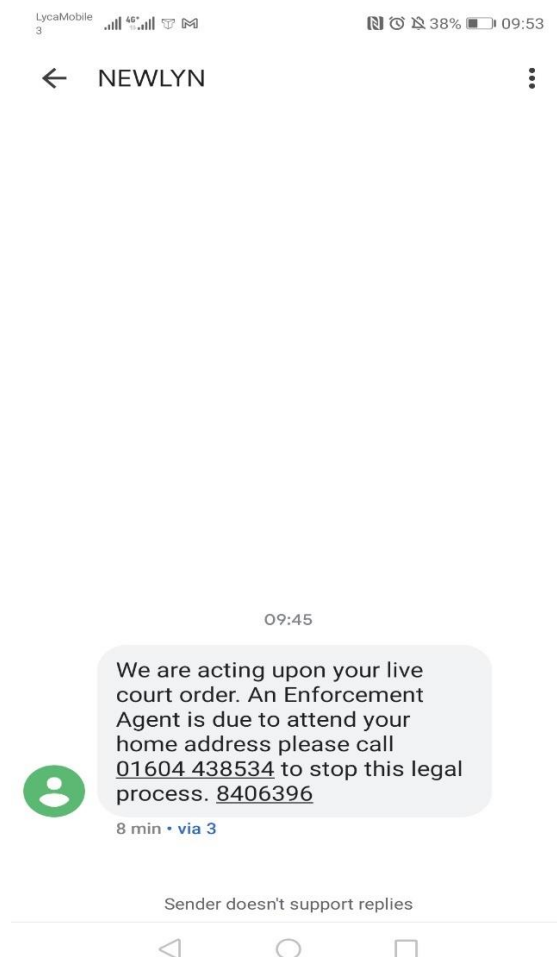 LycaMobile 4G+ 38% 09:53
3
NEWLYN
09:45
We are acting upon your live
court order. An Enforcement
Agent is due to attend your
home address please call
01604 438534 to stop this legal
process. 8406396
8 min • via 3
Sender doesn't support replies